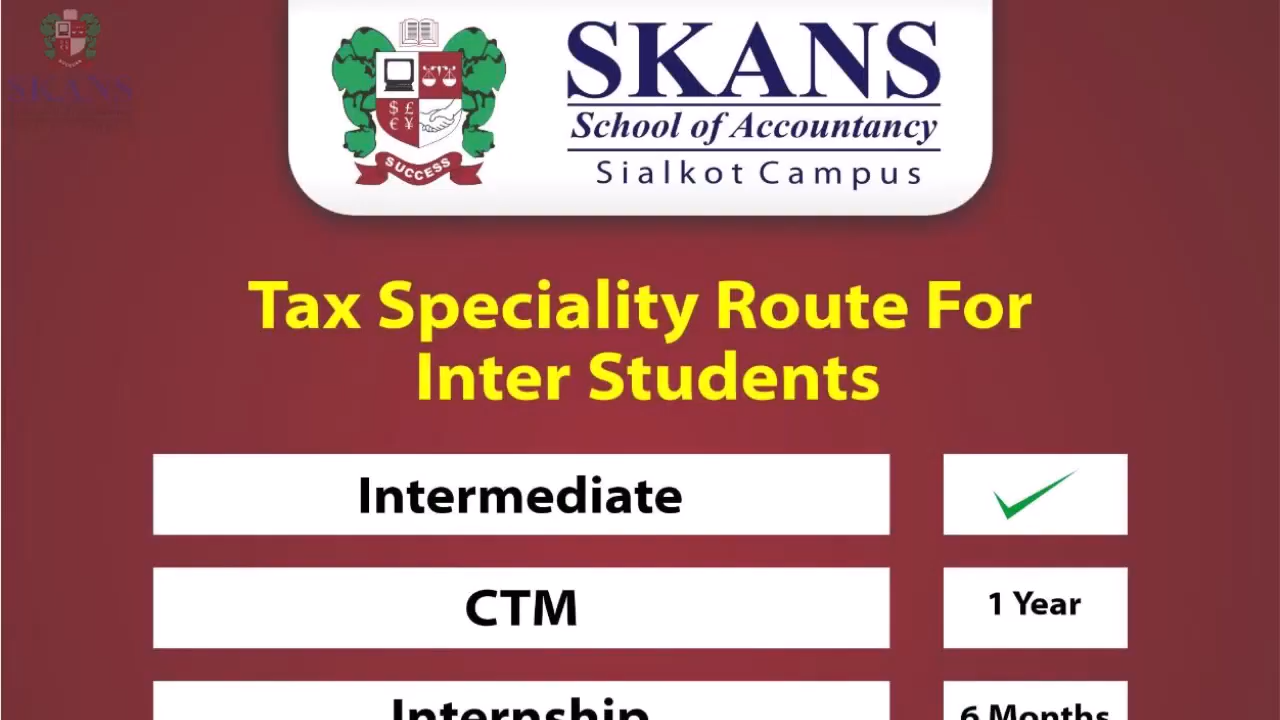 SKANS
SKANS
School of Accountancy
Sialkot Campus
$ £
€ ¥
SUCCESS
Tax Speciality Route For
Inter Students
Intermediate
CTM
1 Year
Internship
6 Months